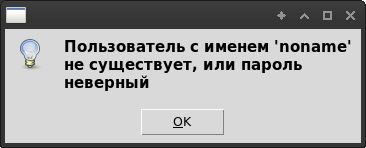 Пользователь с именем 'noname'
не существует, или пароль
неверный
OK